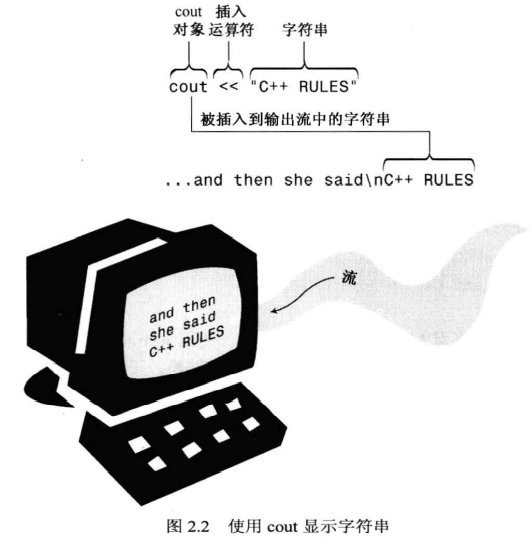 cout 插入
对象 运算符 字符串
cout << "C++ RULES"
被插入到输出流中的字符串
...and then she said\nC++ RULES
流
and then
she said
C++ RULES
图 2.2 使用 cout 显示字符串